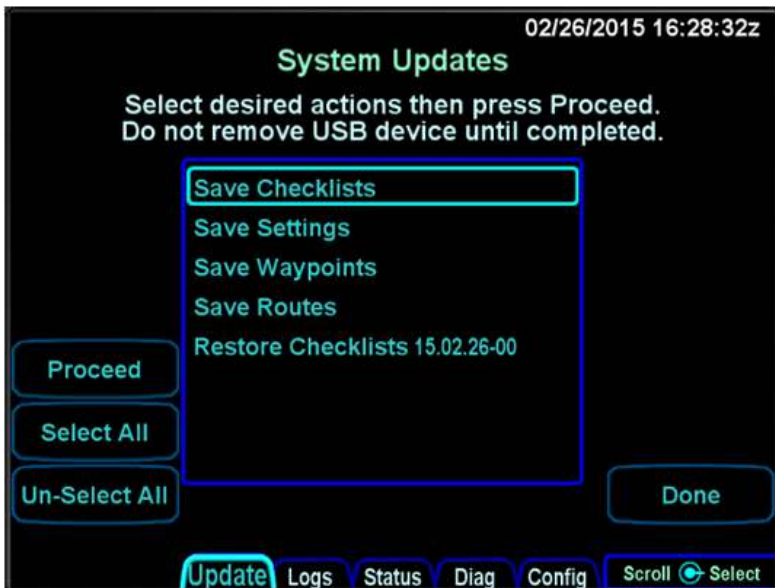 02/26/2015 16:28:32z
System Updates
Select desired actions then press Proceed.
Do not remove USB device until completed.
Save Checklists
Save Settings
Save Waypoints
Save Routes
Restore Checklists 15.02.26-00
Proceed
Select All
Un-Select All
Done
Update Logs Status Diag Config Scroll Select